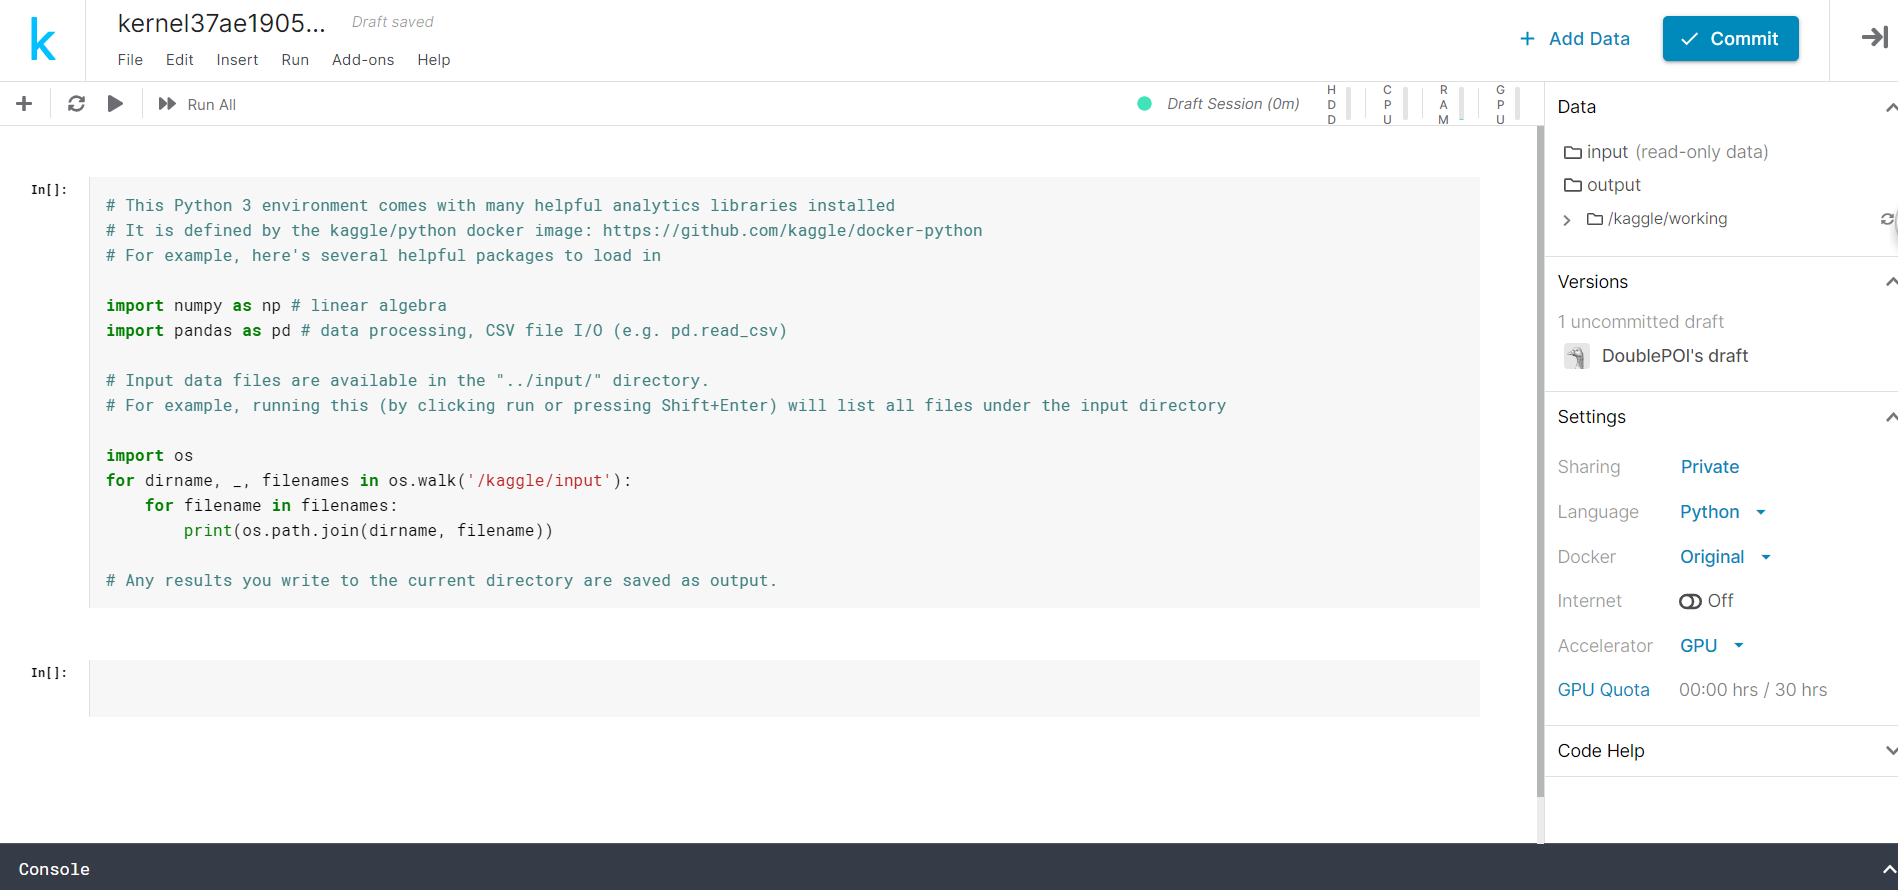 k
kernel37ae1905...
Draft saved
File Edit Insert Run Add-ons Help
+ Add Data
Commit
Run All
Draft Session (0m)
HDD
CPU
RAM
GPU
In[]:
# This Python 3 environment comes with many helpful analytics libraries installed
# It is defined by the kaggle/python docker image: https://github.com/kaggle/docker-python
# For example, here's several helpful packages to load in
import numpy as np # linear algebra
import pandas as pd # data processing, CSV file I/O (e.g. pd.read_csv)
# Input data files are available in the "../input/" directory.
# For example, running this (by clicking run or pressing Shift+Enter) will list all files under the input directory
import os
for dirname, _, filenames in os.walk('/kaggle/input'):
    for filename in filenames:
        print(os.path.join(dirname, filename))
# Any results you write to the current directory are saved as output.
In[]:
Data
input (read-only data)
output
/kaggle/working
Versions
1 uncommitted draft
DoublePOI's draft
Settings
Sharing Private
Language Python
Docker Original
Internet Off
Accelerator GPU
GPU Quota 00:00 hrs / 30 hrs
Code Help
Console